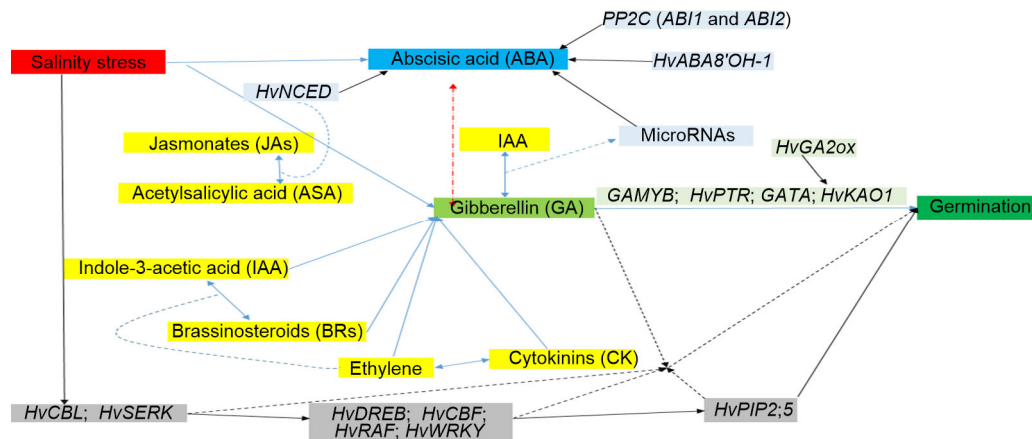 PP2C (ABI1 and ABI2)
Salinity stress
Abscisic acid (ABA)
HvABA8'OH-1
HvNCED
Jasmonates (JAs)
IAA
MicroRNAs
HvGA2ox
Acetylsalicylic acid (ASA)
GAMYB; HvPTR; GATA; HvKAO1
Gibberellin (GA)
Germination
Indole-3-acetic acid (IAA)
Brassinosteroids (BRs)
Ethylene
Cytokinins (CK)
HvCBL; HvSERK
HvDREB; HvCBF;
HvRAF; HvWRKY
HvPIP2;5